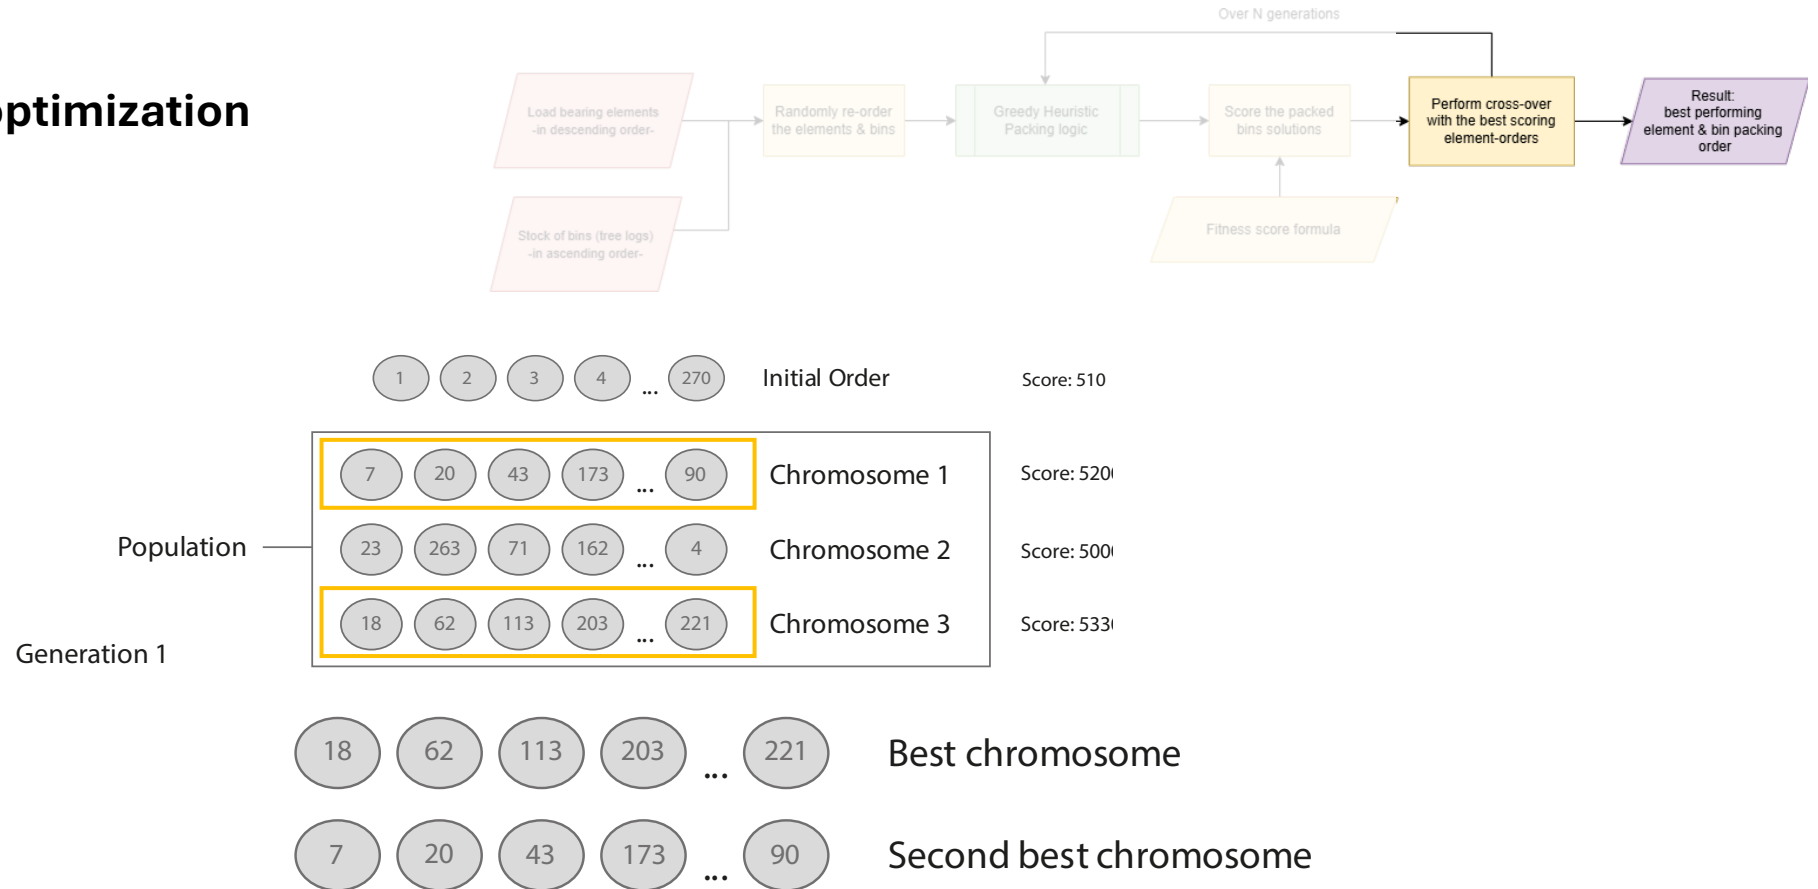 Over N generations
optimization
Load bearing elements
-in descending order-
Randomly re-order
the elements & bins
Greedy Heuristic
Packing logic
Score the packed
bins solutions
Perform cross-over
with the best scoring
element-orders
Result:
best performing
element & bin packing
order
Stock of bins (tree logs)
-in ascending order-
Fitness score formula
1 2 3 4 ... 270 Initial Order Score: 510
7 20 43 173 ... 90 Chromosome 1 Score: 520
Population
23 263 71 162 ... 4 Chromosome 2 Score: 500
18 62 113 203 ... 221 Chromosome 3 Score: 533
Generation 1
18 62 113 203 ... 221 Best chromosome
7 20 43 173 ... 90 Second best chromosome